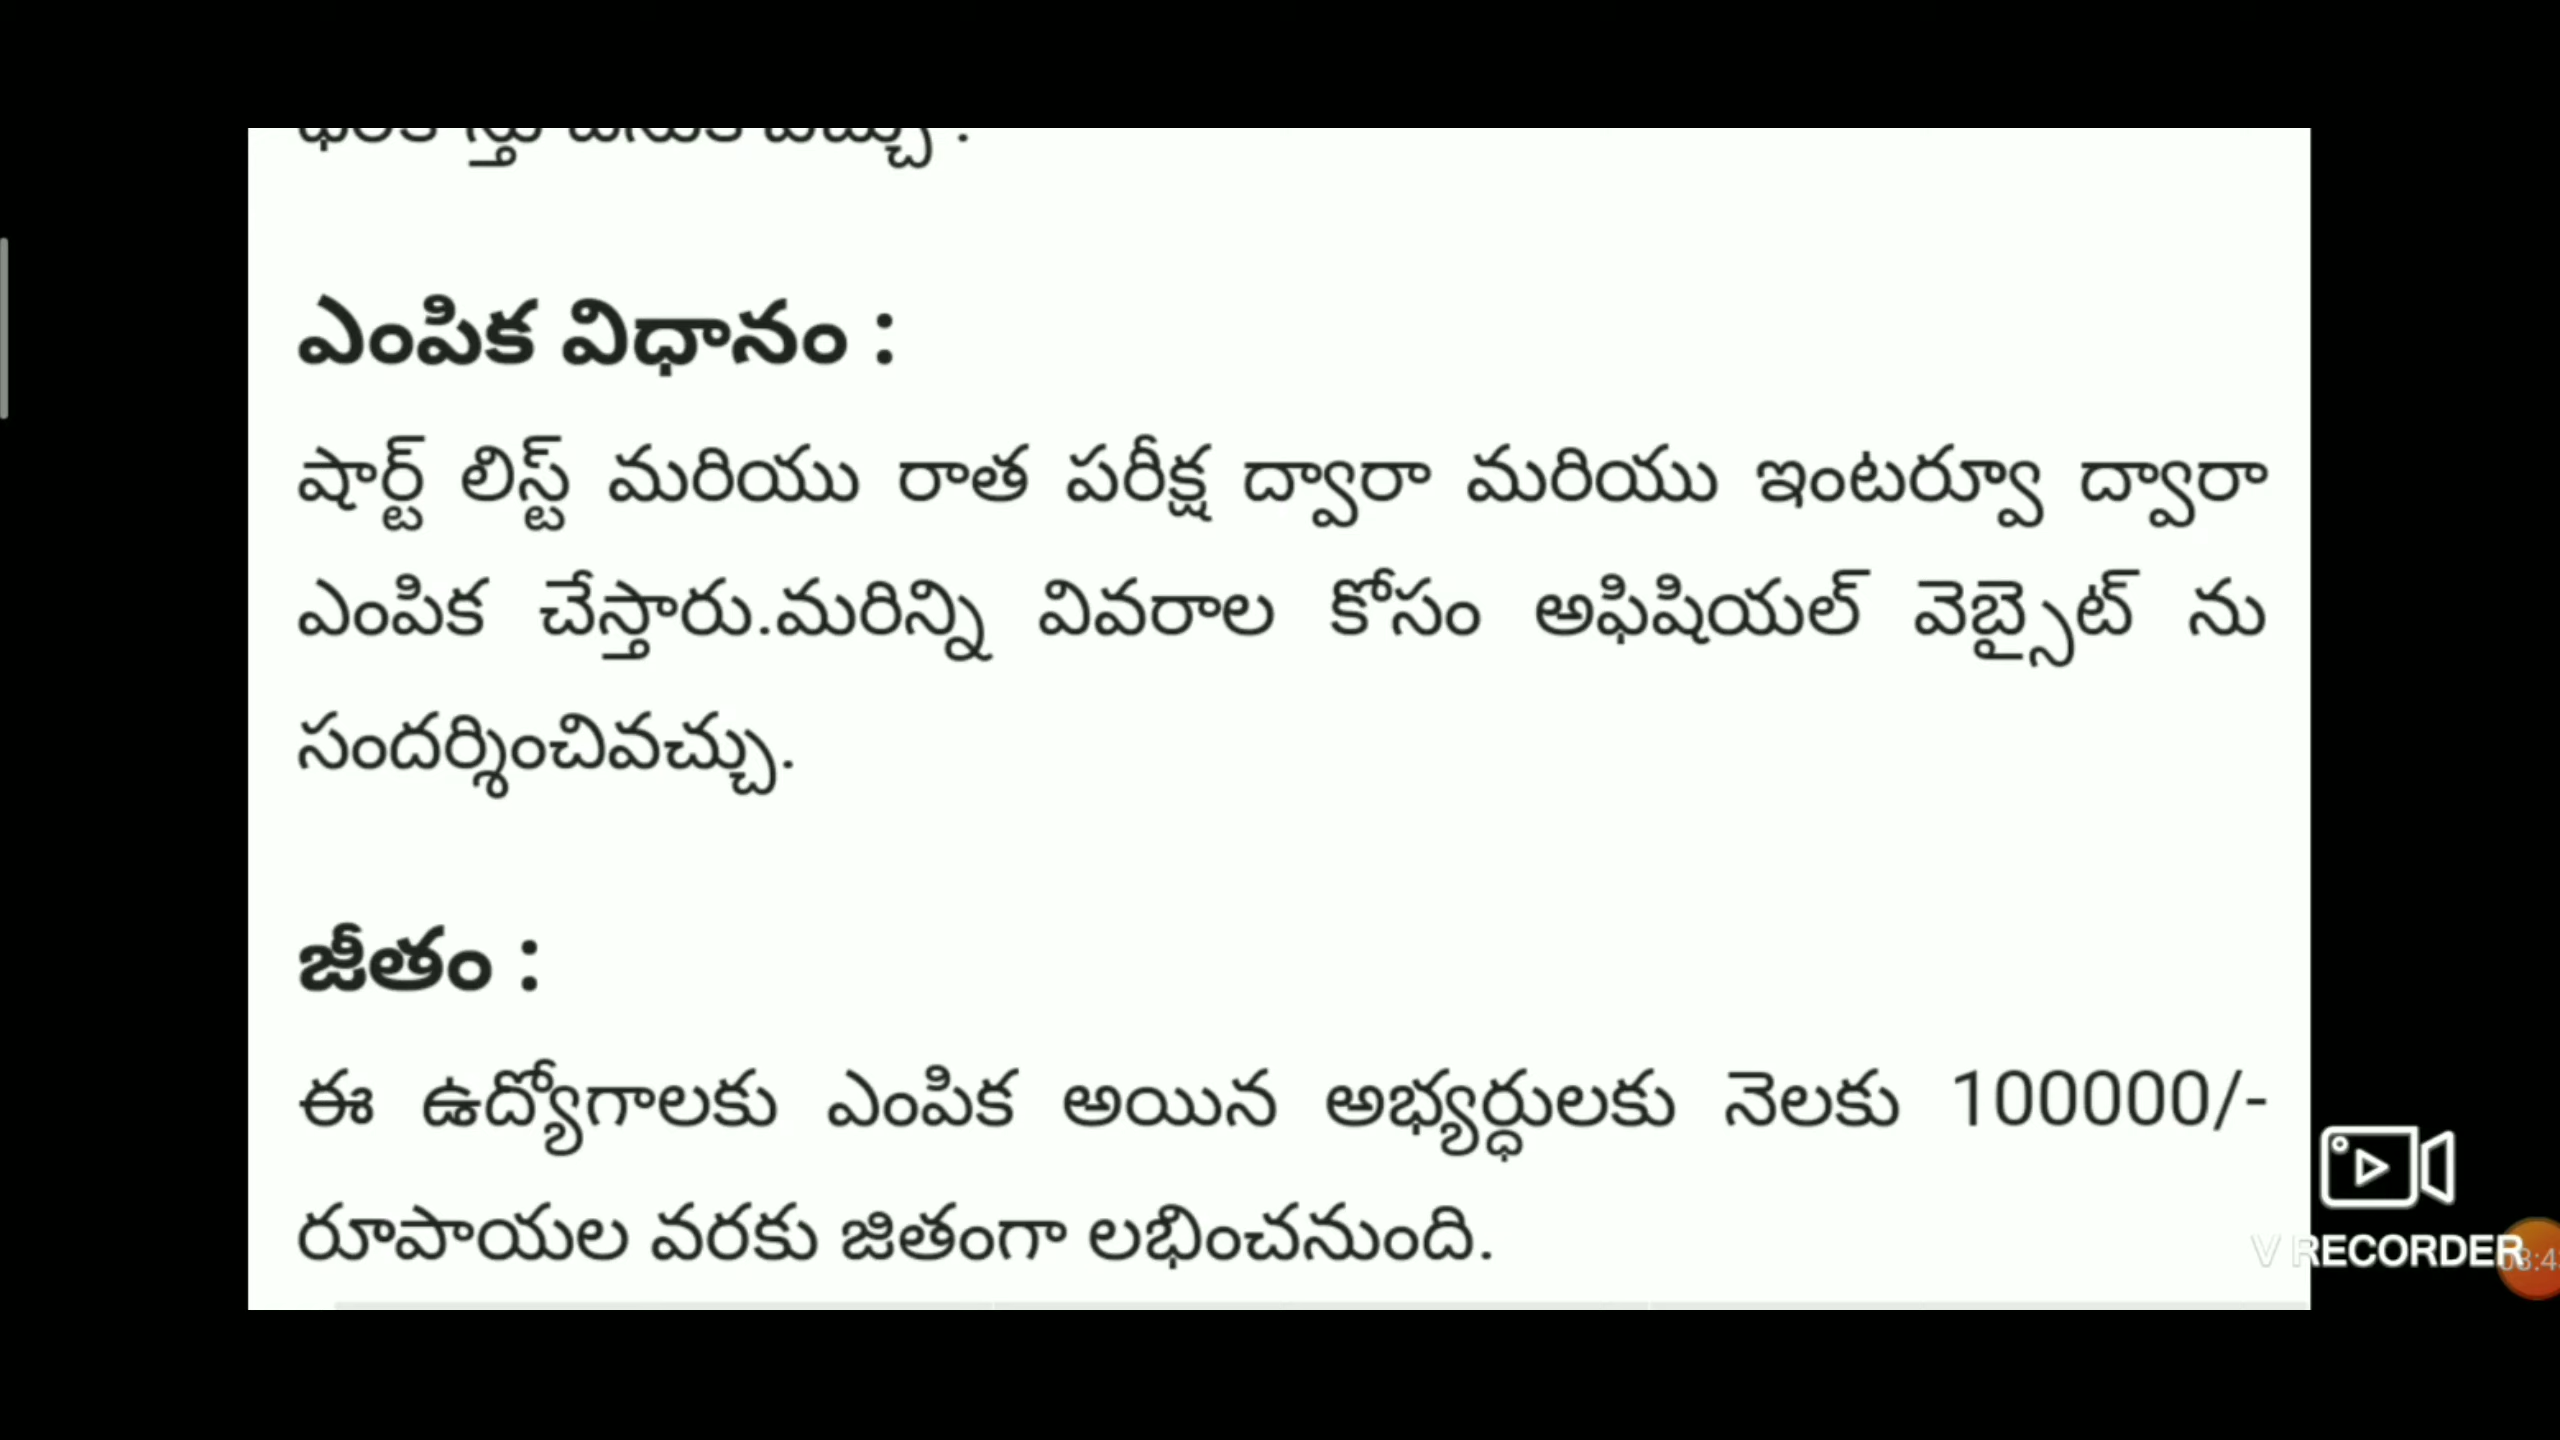 ఎంపిక విధానం :
షార్ట్ లిస్ట్ మరియు రాత పరీక్ష ద్వారా మరియు ఇంటర్వూ ద్వారా
ఎంపిక చేస్తారు.మరిన్ని వివరాల కోసం అఫిషియల్ వెబ్సైట్ ను
సందర్శించివచ్చు.
జీతం :
ఈ ఉద్యోగాలకు ఎంపిక అయిన అభ్యర్ధులకు నెలకు 100000/-
రూపాయల వరకు జితంగా లభించనుంది.
V RECORDER